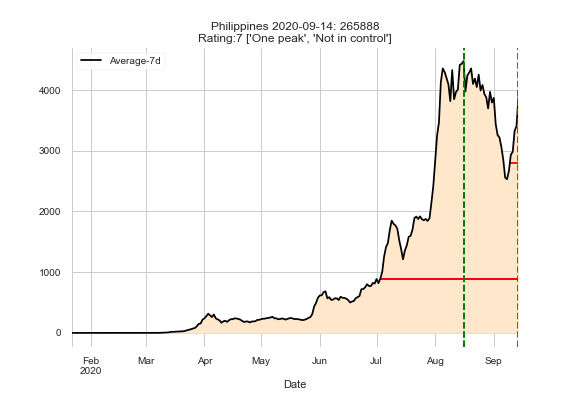 Philippines 2020-09-14: 265888
Rating:7 ['One peak', 'Not in control']
Average-7d
4000
3000
2000
1000
0
Feb
2020
Mar
Apr
May
Jun
Jul
Aug
Sep
Date